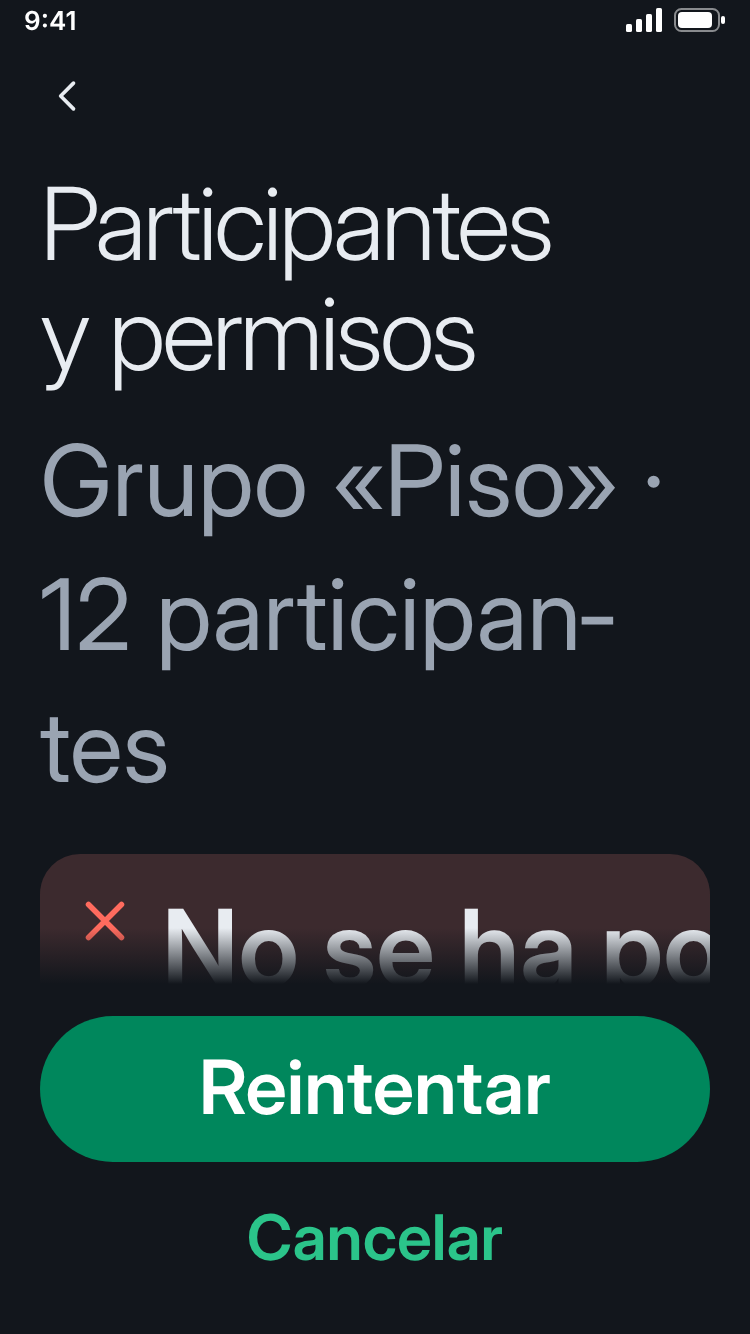 9:41
Participantes
y permisos
Grupo «Piso» ·
12 participan-
tes
No se ha
Reintentar
Cancelar